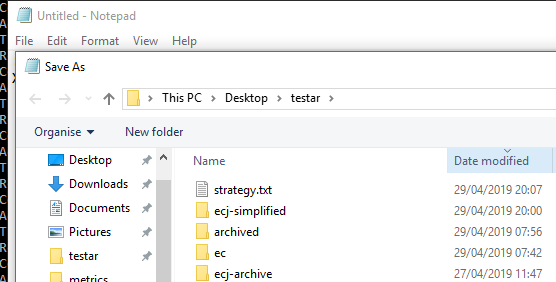 Untitled - Notepad
File Edit Format View Help
Save As
This PC > Desktop > testar >
Organise New folder
Name Date modified
Desktop
Downloads
Documents
Pictures
testar
metrics
strategy.txt 29/04/2019 20:07
ecj-simplified 29/04/2019 20:00
archived 29/04/2019 07:56
ec 29/04/2019 07:42
ecj-archive 27/04/2019 11:47